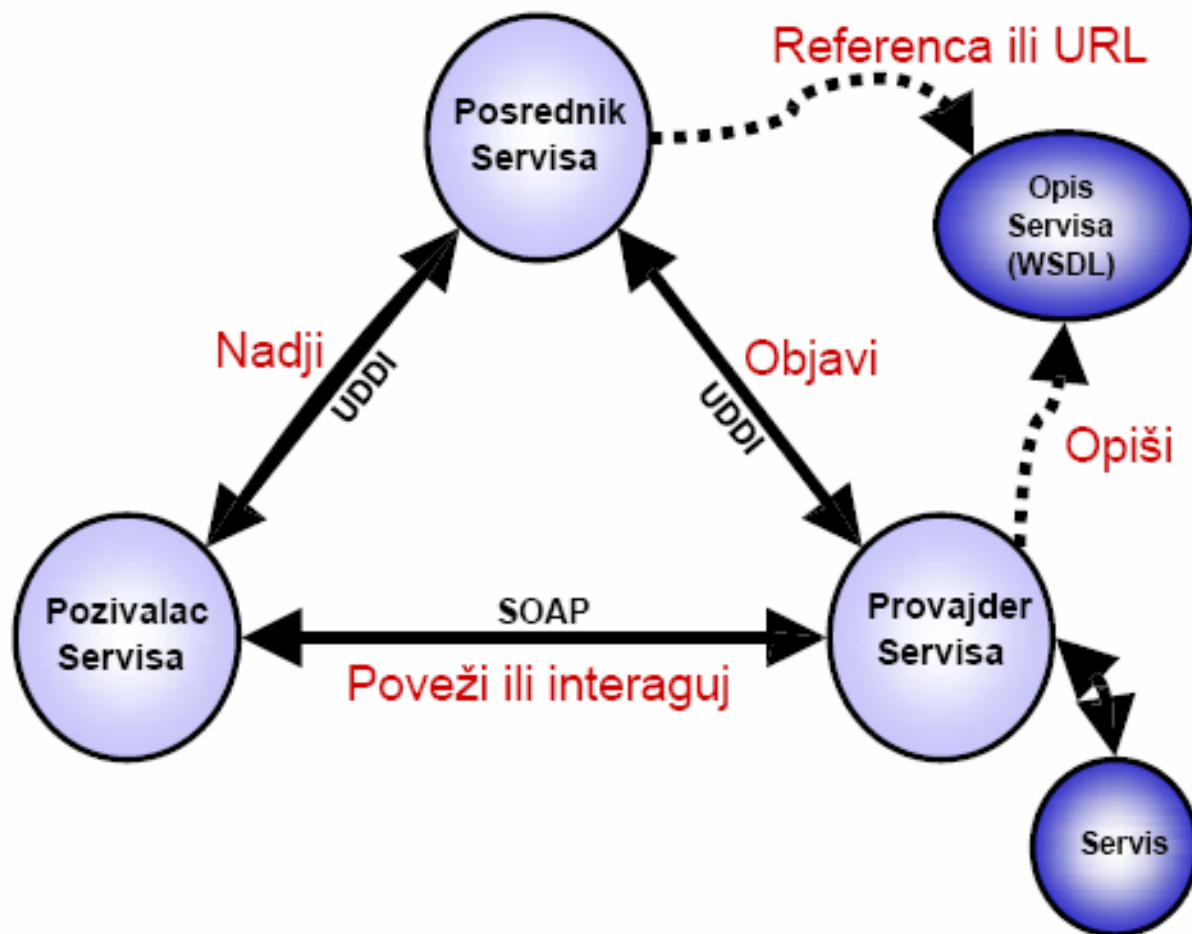 Referenca ili URL
Posrednik
Servisa
Opis
Servisa
(WSDL)
Nadji
UDDI
Objavi
UDDI
Opiši
Pozivalac
Servisa
SOAP
Poveži ili interaguj
Provajder
Servisa
Servis